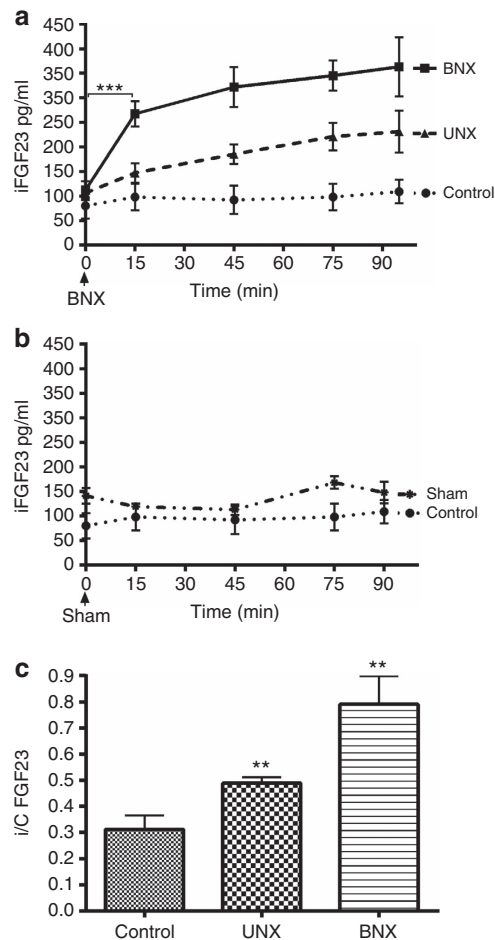 a
450
400
350
300
250
200
150
100
50
0
iFGF23 pg/ml
***
BNX
UNX
Control
0 15 30 45 60 75 90
BNX
Time (min)
b
450
400
350
300
250
200
150
100
50
0
iFGF23 pg/ml
Sham
Control
0 15 30 45 60 75 90
Sham
Time (min)
c
0.9
0.8
0.7
0.6
0.5
0.4
0.3
0.2
0.1
0.0
i/C FGF23
**
**
Control UNX BNX